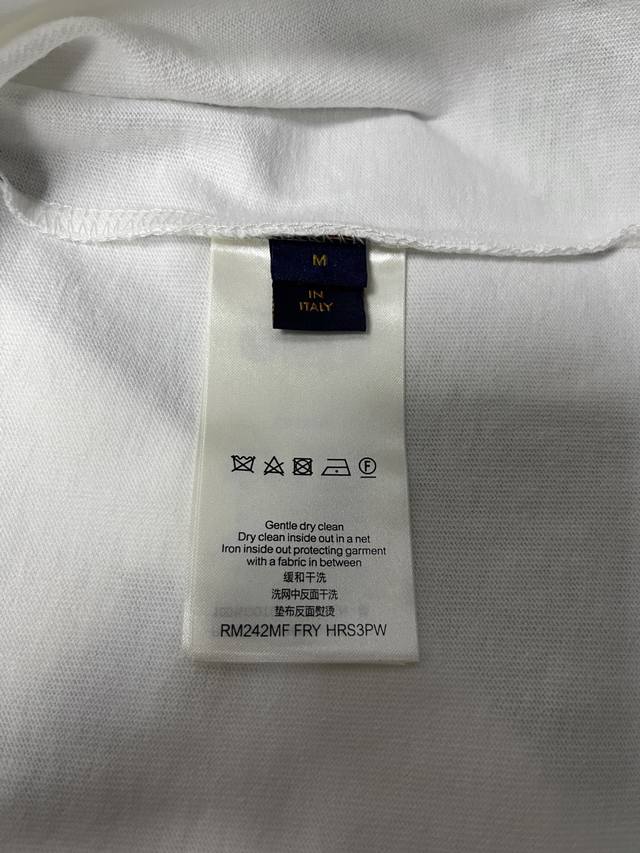 M
IN
ITALY
Gentle dry clean
Dry clean inside out in a net
Iron inside out protecting garment
with a fabric in between
缓和干洗
洗网中反面干洗
垫布反面熨烫
RM242MF FRY HRS3PW